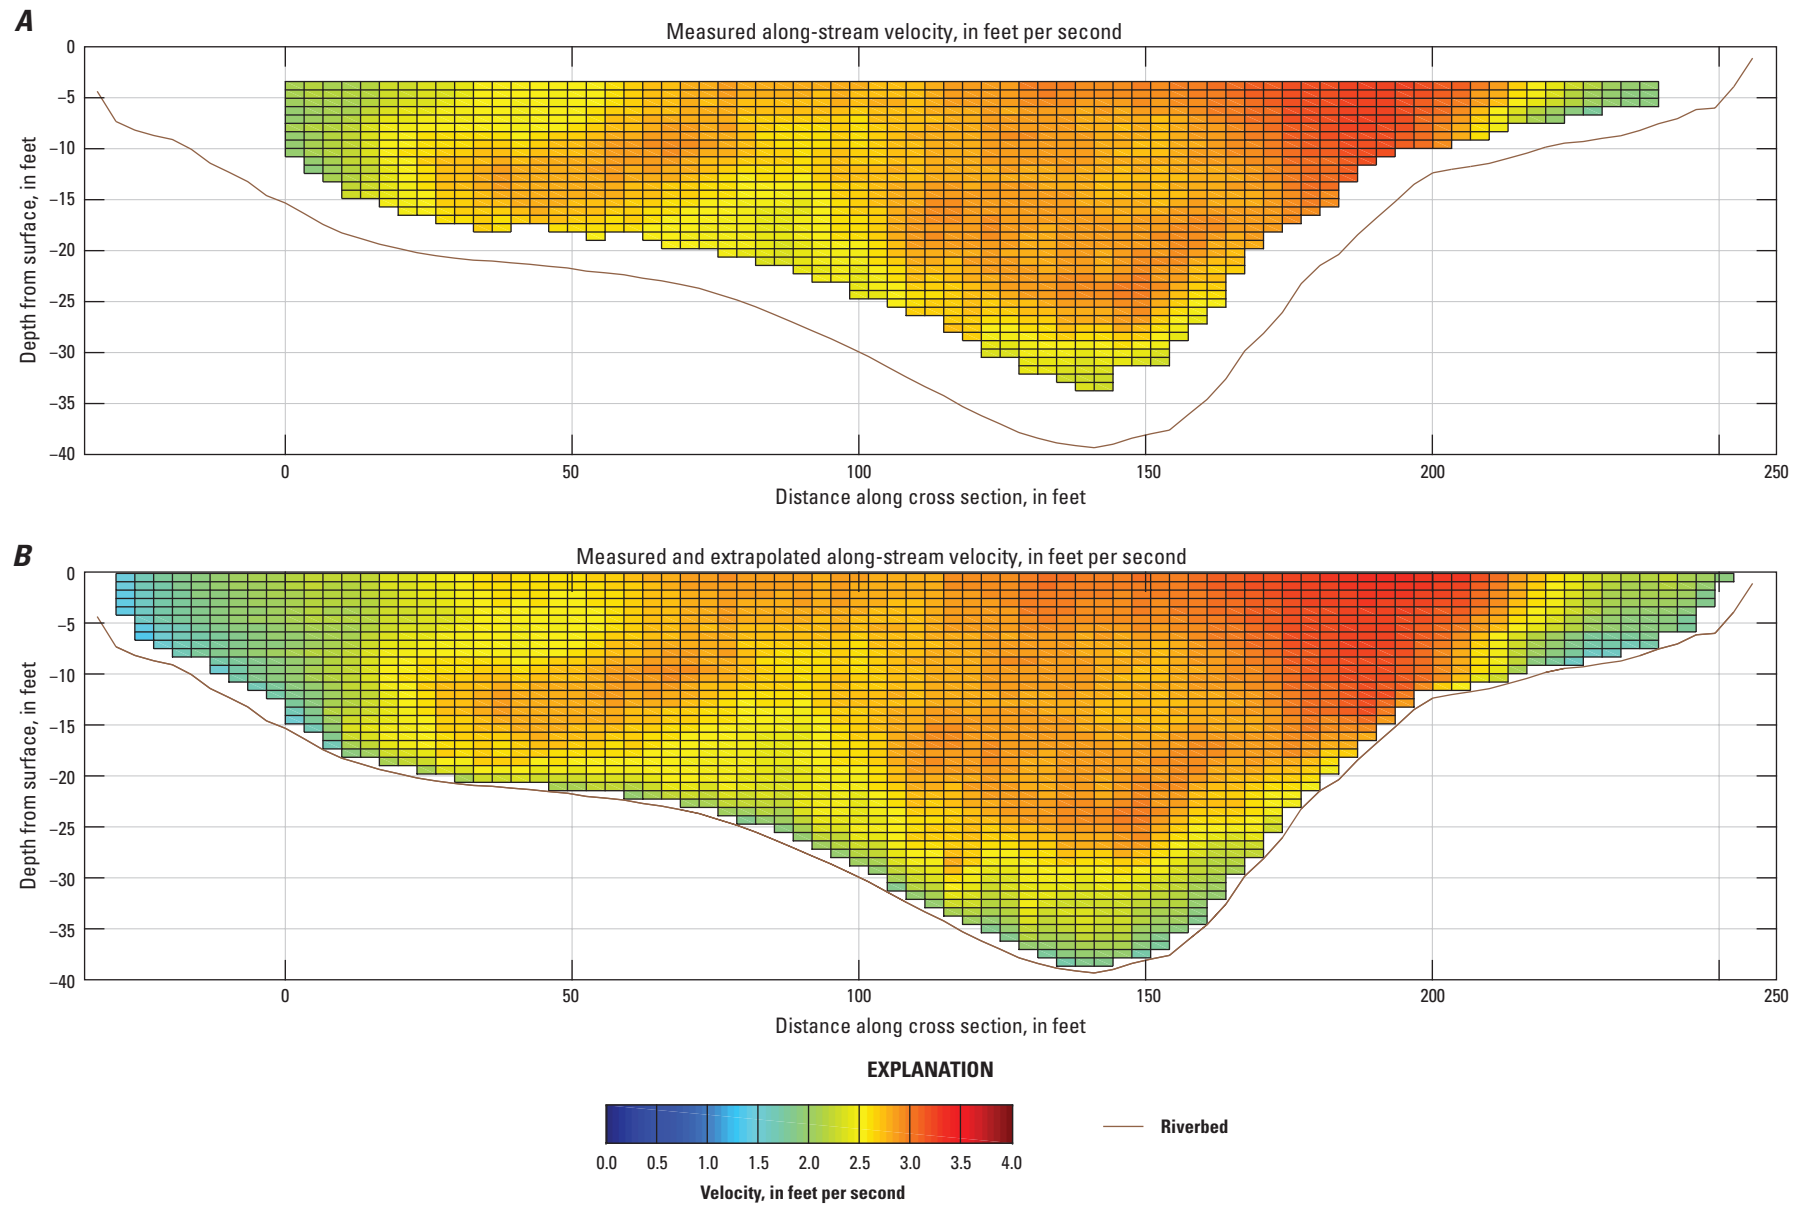 A
Measured along-stream velocity, in feet per second
0
−5
−10
−15
−20
−25
−30
−35
−40
Depth from surface, in feet
0 50 100 150 200 250
Distance along cross section, in feet
B
Measured and extrapolated along-stream velocity, in feet per second
0
−5
−10
−15
−20
−25
−30
−35
−40
Depth from surface, in feet
0 50 100 150 200 250
Distance along cross section, in feet
EXPLANATION
0.0 0.5 1.0 1.5 2.0 2.5 3.0 3.5 4.0
Velocity, in feet per second
Riverbed